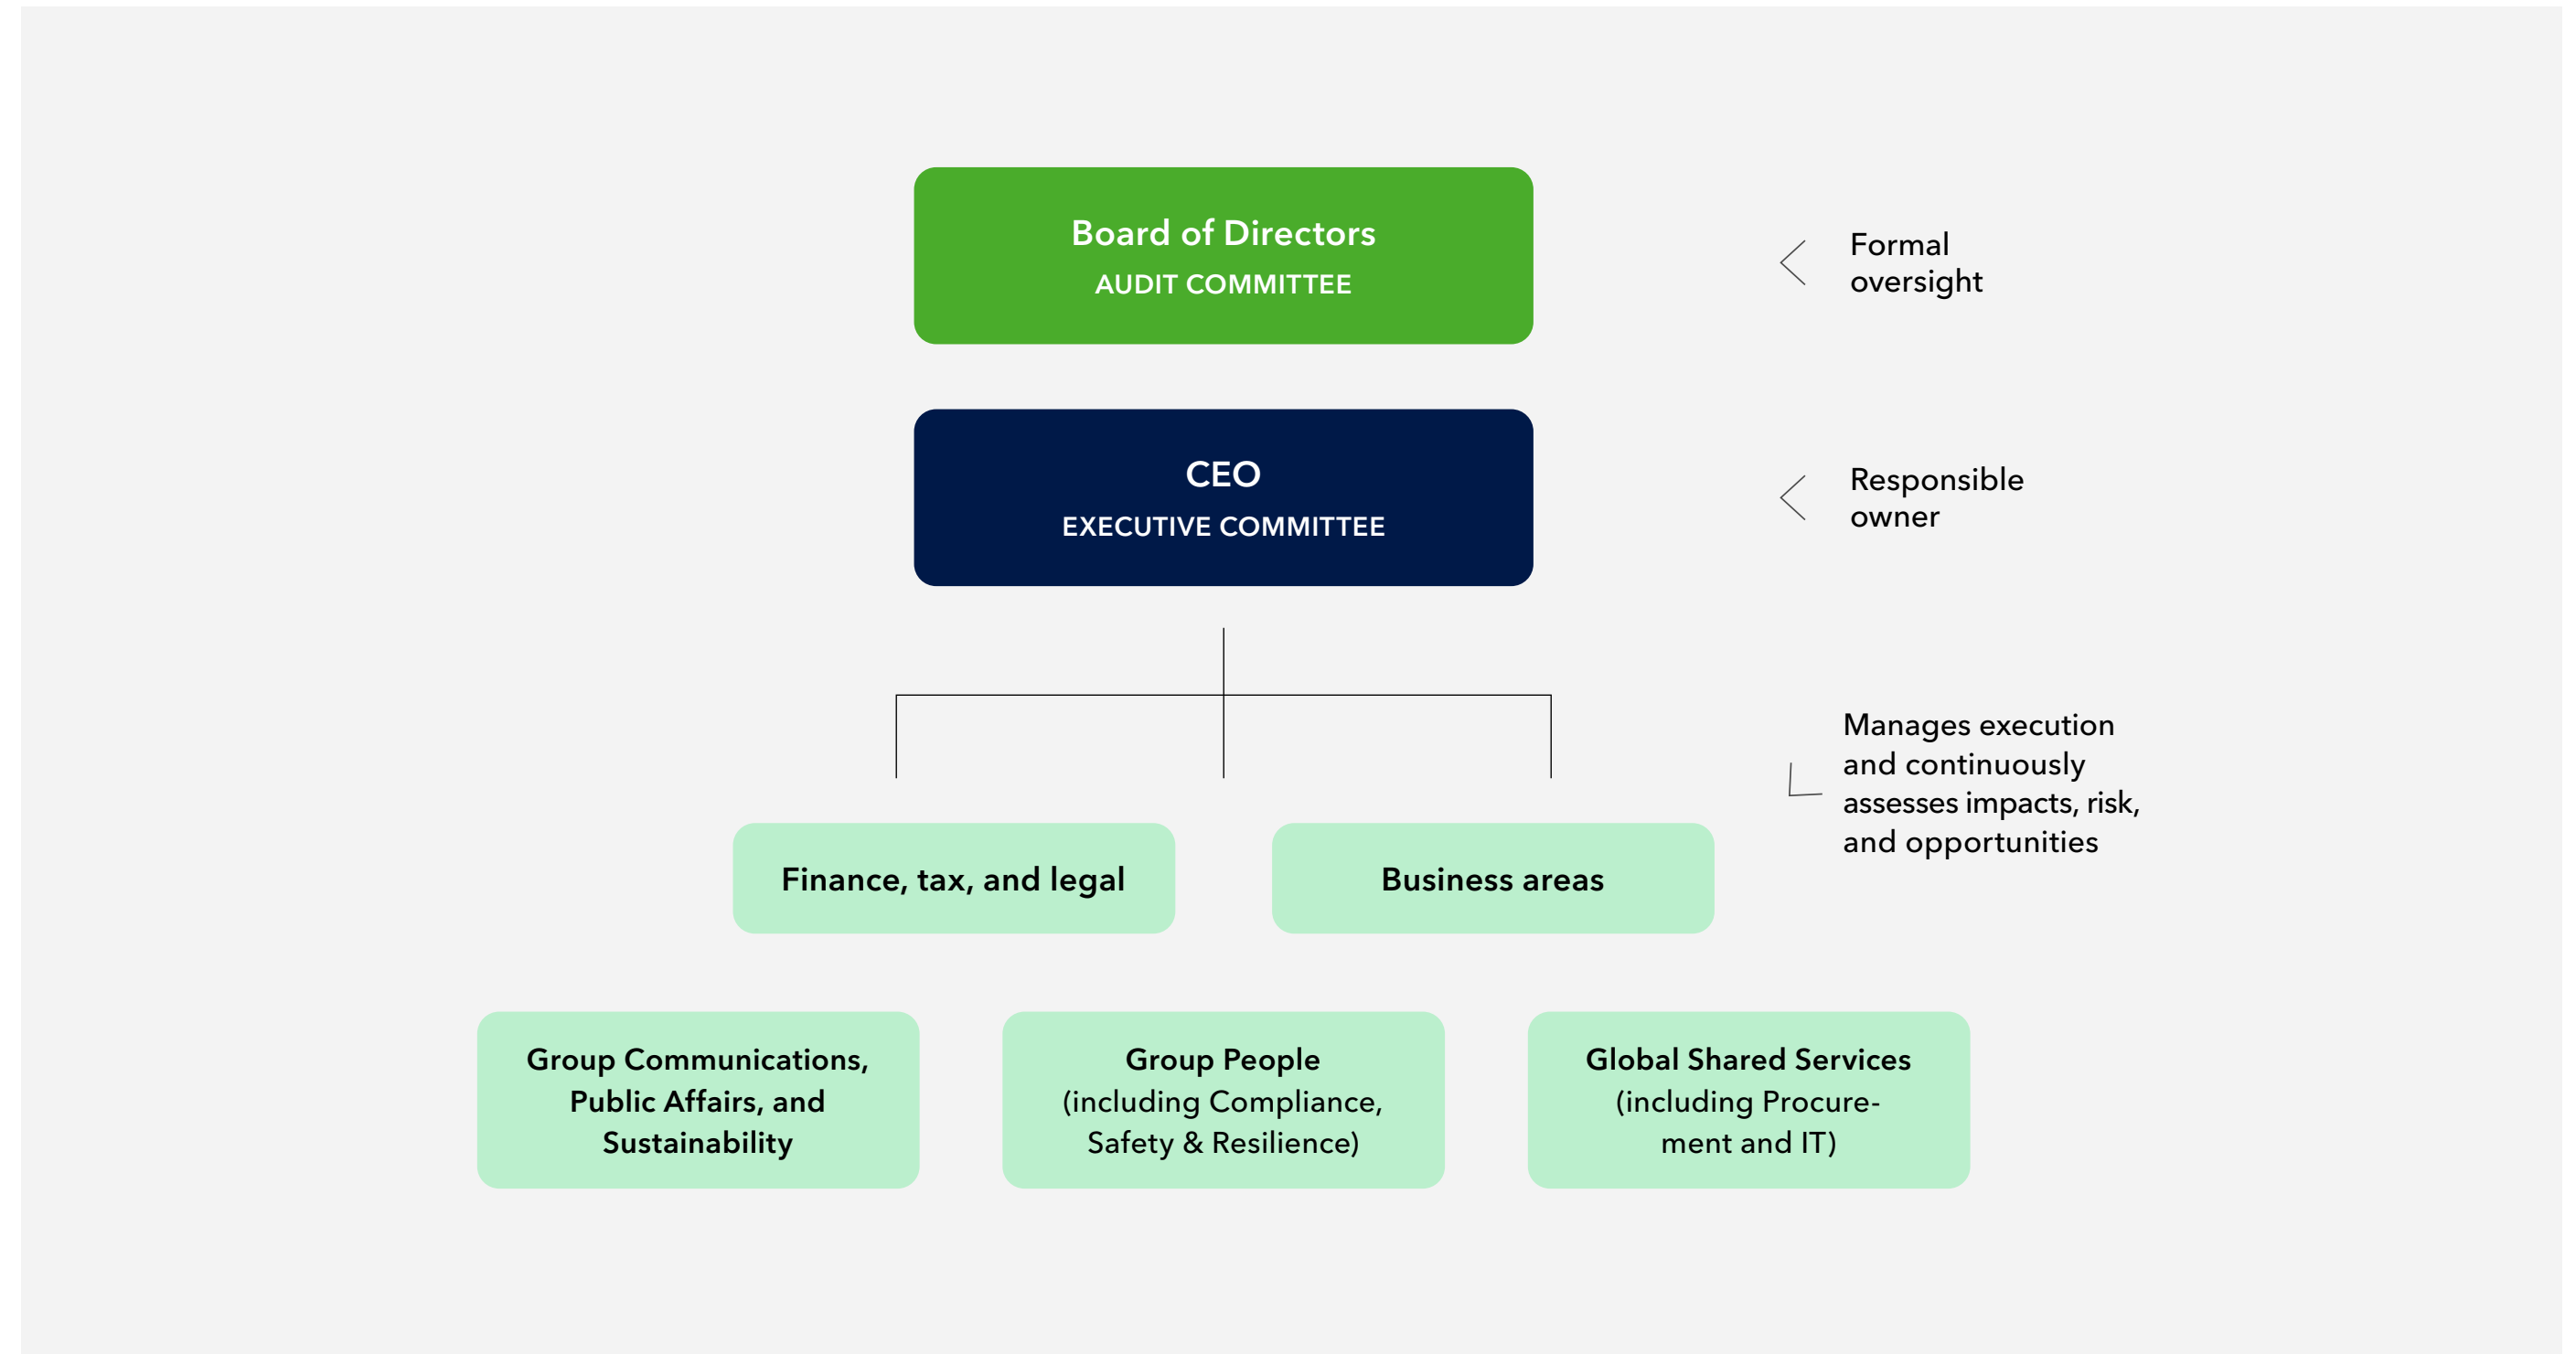 Board of Directors
AUDIT COMMITTEE
Formal
oversight
CEO
EXECUTIVE COMMITTEE
Responsible
owner
Manages execution
and continuously
assesses impacts, risk,
and opportunities
Finance, tax, and legal
Business areas
Group Communications,
Public Affairs, and
Sustainability
Group People
(including Compliance,
Safety & Resilience)
Global Shared Services
(including Procure-
ment and IT)